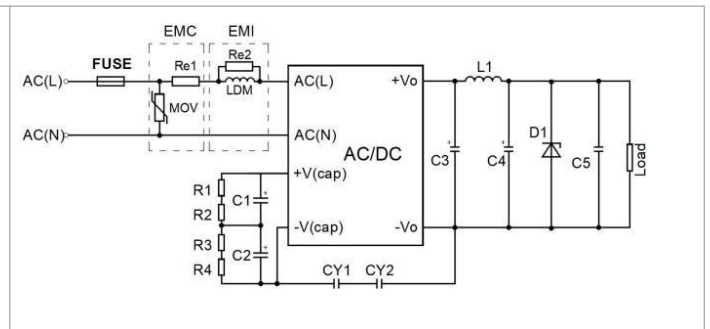 EMC EMI
FUSE Re1 Re2
L1
AC(L) LDM AC(L) +Vo
MOV
AC(N) AC(N)
AC/DC
D1
C3 C4 C5 Load
+V(cap)
R1 C1
R2
-V(cap) -Vo
R3 C2
R4
CY1 CY2